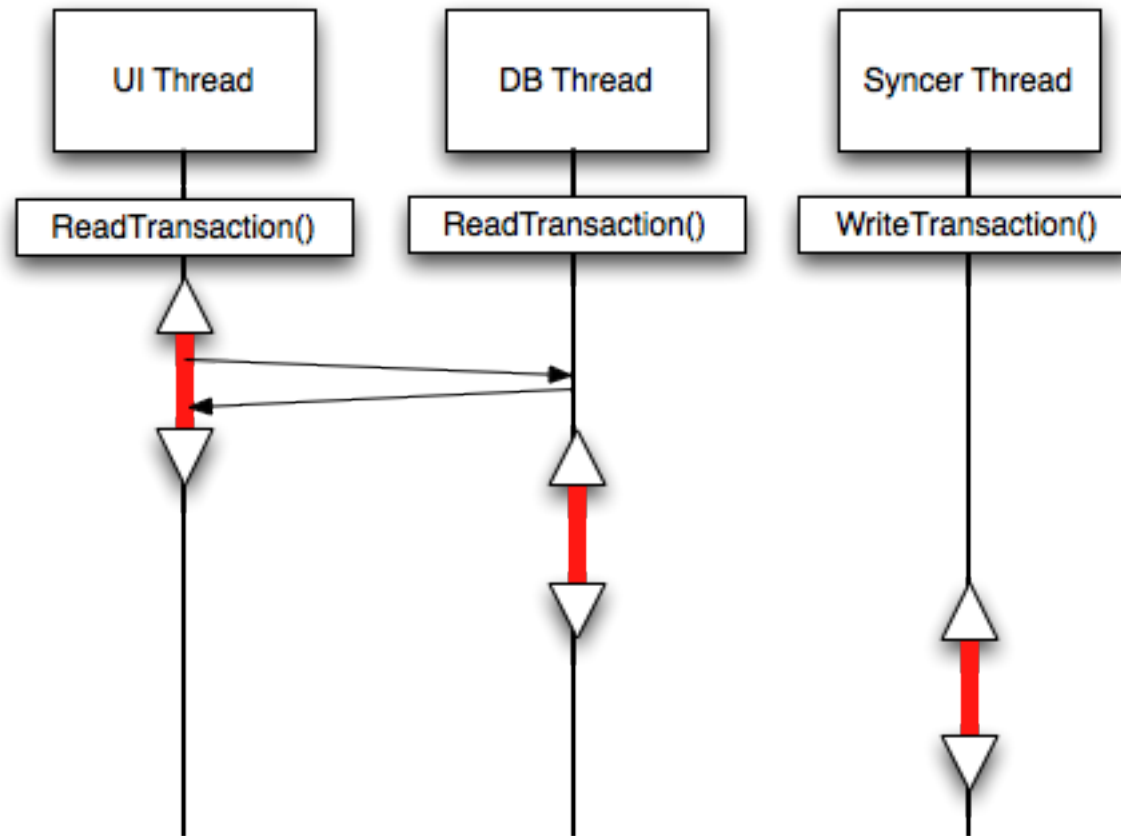 UI Thread
DB Thread
Syncer Thread
ReadTransaction()
ReadTransaction()
WriteTransaction()